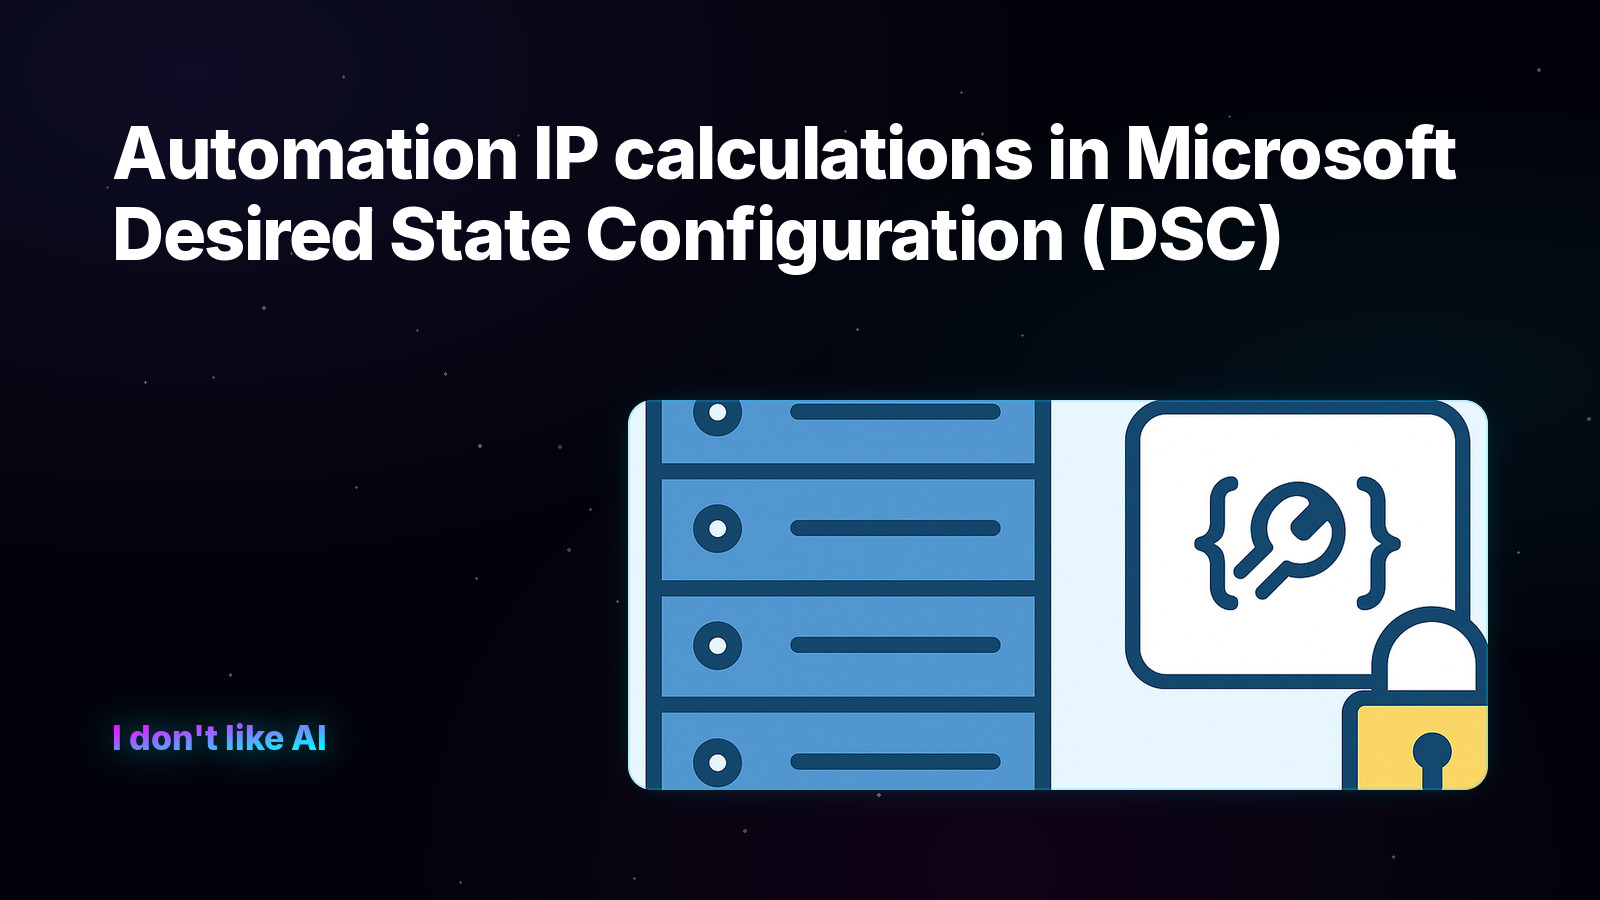 Automation IP calculations in Microsoft
Desired State Configuration (DSC)
I don't like AI